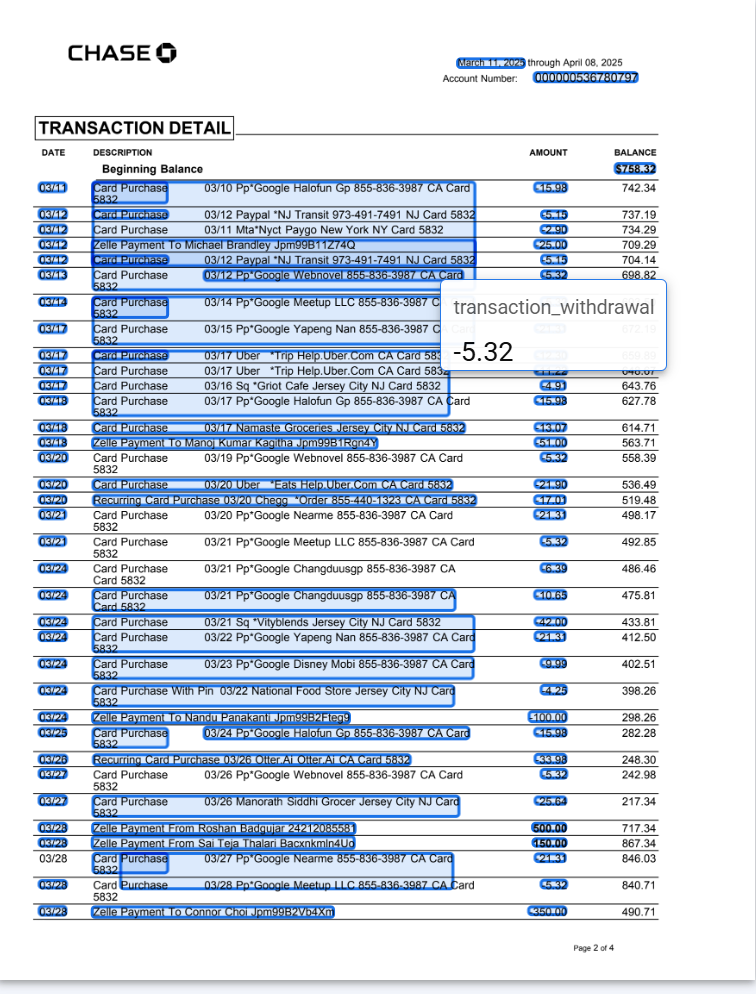 CHASE
March 11, 2025 through April 08, 2025
Account Number: 000000536780797
TRANSACTION DETAIL
DATE DESCRIPTION AMOUNT BALANCE
Beginning Balance $758.32
03/11 Card Purchase 03/10 Pp*Google Halofun Gp 855-836-3987 CA Card -15.98 742.34
5832
03/12 Card Purchase 03/12 Paypal *NJ Transit 973-491-7491 NJ Card 5832 -5.15 737.19
03/12 Card Purchase 03/11 Mta*Nyct Paygo New York NY Card 5832 -2.90 734.29
03/12 Zelle Payment To Michael Brandley Jpm99B11Z74Q -25.00 709.29
03/12 Card Purchase 03/12 Paypal *NJ Transit 973-491-7491 NJ Card 5832 -5.15 704.14
03/13 Card Purchase 03/12 Pp*Google Webnovel 855-836-3987 CA Card -5.32 698.82
5832
03/14 Card Purchase 03/14 Pp*Google Meetup LLC 855-836-3987
5832
transaction_withdrawal
03/17 Card Purchase 03/15 Pp*Google Yapeng Nan 855-836-3987 672.19
5832
-5.32
03/17 Card Purchase 03/17 Uber *Trip Help.Uber.Com CA Card
03/17 Card Purchase 03/17 Uber *Trip Help.Uber.Com CA Card 5832
03/17 Card Purchase 03/16 Sq *Griot Cafe Jersey City NJ Card 5832 -4.91 643.76
03/18 Card Purchase 03/17 Pp*Google Halofun Gp 855-836-3987 CA Card -15.98 627.78
5832
03/18 Card Purchase 03/17 Namaste Groceries Jersey City NJ Card 5832 -13.07 614.71
03/18 Zelle Payment To Manoj Kumar Kagitha Jpm99B1Rgn4Y -51.00 563.71
03/20 Card Purchase 03/19 Pp*Google Webnovel 855-836-3987 CA Card -5.32 558.39
5832
03/20 Card Purchase 03/20 Uber *Eats Help.Uber.Com CA Card 5832 -21.90 536.49
03/20 Recurring Card Purchase 03/20 Chegg *Order 855-440-1323 CA Card 5832 -17.01 519.48
03/21 Card Purchase 03/20 Pp*Google Nearme 855-836-3987 CA Card -21.31 498.17
5832
03/21 Card Purchase 03/21 Pp*Google Meetup LLC 855-836-3987 CA Card -5.32 492.85
5832
03/24 Card Purchase 03/21 Pp*Google Changduusgp 855-836-3987 CA -6.39 486.46
Card 5832
03/24 Card Purchase 03/21 Pp*Google Changduusgp 855-836-3987 CA -10.65 475.81
Card 5832
03/24 Card Purchase 03/21 Sq *Vityblends Jersey City NJ Card 5832 -42.00 433.81
03/24 Card Purchase 03/22 Pp*Google Yapeng Nan 855-836-3987 CA Card -21.31 412.50
5832
03/24 Card Purchase 03/23 Pp*Google Disney Mobi 855-836-3987 CA Card -9.99 402.51
5832
03/24 Card Purchase With Pin 03/22 National Food Store Jersey City NJ Card -4.25 398.26
5832
03/24 Zelle Payment To Nandu Panakanti Jpm99B2Fteg9 -100.00 298.26
03/25 Card Purchase 03/24 Pp*Google Halofun Gp 855-836-3987 CA Card -15.98 282.28
5832
03/26 Recurring Card Purchase 03/26 Otter.Ai Otter.Ai CA Card 5832 -33.98 248.30
03/27 Card Purchase 03/26 Pp*Google Webnovel 855-836-3987 CA Card -5.32 242.98
5832
03/27 Card Purchase 03/26 Manorath Siddhi Grocer Jersey City NJ Card -25.64 217.34
5832
03/28 Zelle Payment From Roshan Badgujar 24212085581 500.00 717.34
03/28 Zelle Payment From Sai Teja Thalari Bacxnkmln4Uo 150.00 867.34
03/28 Card Purchase 03/27 Pp*Google Nearme 855-836-3987 CA Card -21.31 846.03
5832
03/28 Card Purchase 03/28 Pp*Google Meetup LLC 855-836-3987 CA Card -5.32 840.71
5832
03/28 Zelle Payment To Connor Choi Jpm99B2Vb4Xm -350.00 490.71
Page 2 of 4